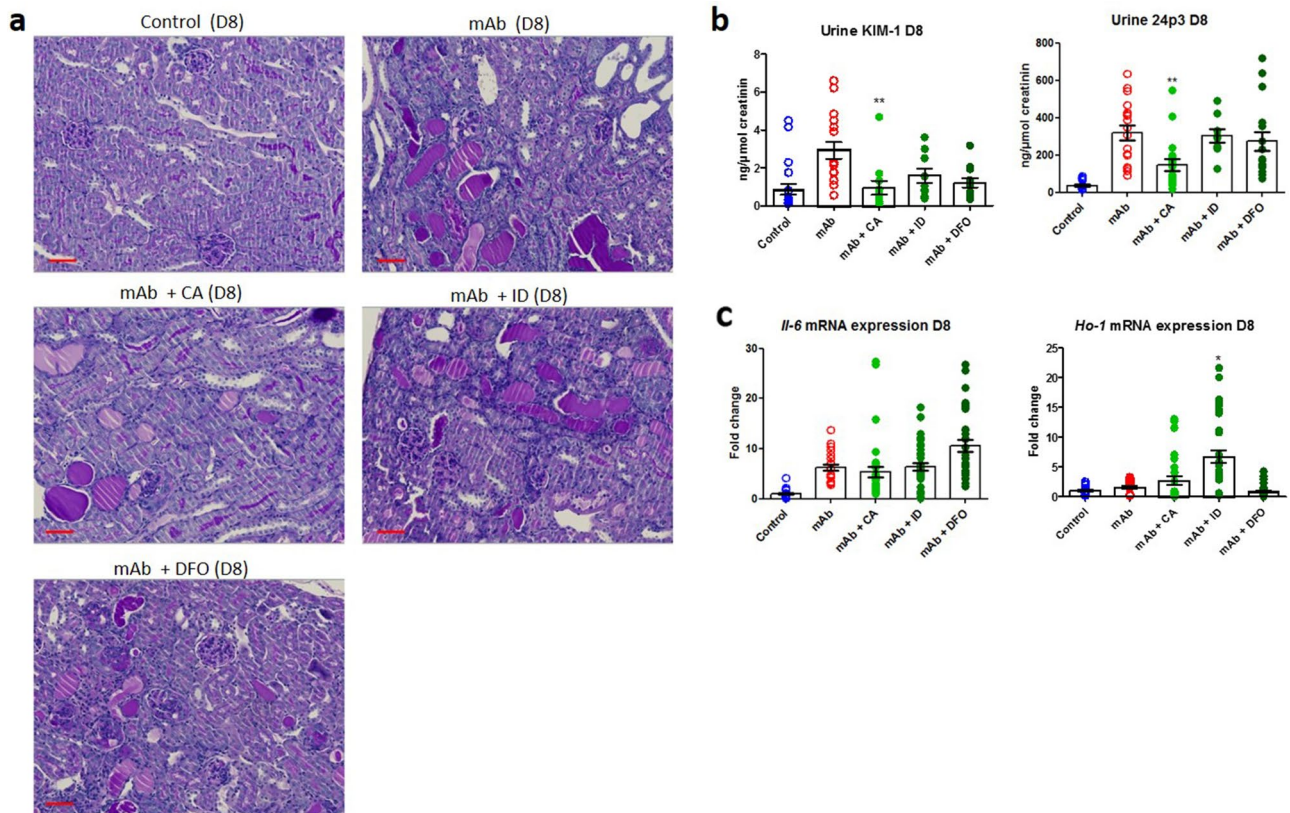 a
Control (D8)
mAb (D8)
mAb + CA (D8)
mAb + ID (D8)
mAb + DFO (D8)
b
Urine KIM-1 D8
ng/µmol creatinin
8
6
4
2
0
**
Control
mAb
mAb + CA
mAb + ID
mAb + DFO
Urine 24p3 D8
ng/µmol creatinin
800
600
400
200
0
**
Control
mAb
mAb + CA
mAb + ID
mAb + DFO
c
Il-6 mRNA expression D8
Fold change
30
20
10
0
Control
mAb
mAb + CA
mAb + ID
mAb + DFO
Ho-1 mRNA expression D8
Fold change
25
20
15
10
5
0
*
Control
mAb
mAb + CA
mAb + ID
mAb + DFO